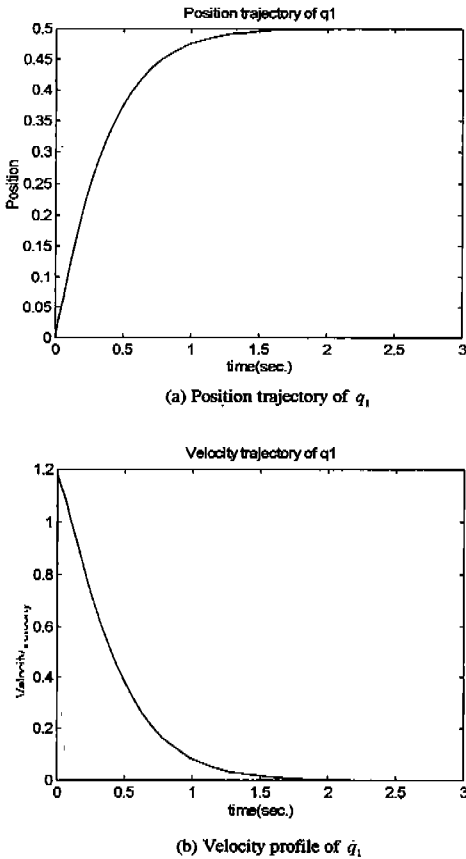 Position trajectory of q1
0.5
0.45
0.4
0.35
0.3
0.25
0.2
0.15
0.1
0.05
0
Position
0 0.5 1 1.5 2 2.5 3
time(sec.)
(a) Position trajectory of q₁
Velocity trajectory of q1
1.2
1
0.8
0.6
0.4
0.2
0
0 0.5 1 1.5 2 2.5 3
time(sec.)
(b) Velocity profile of q̇₁